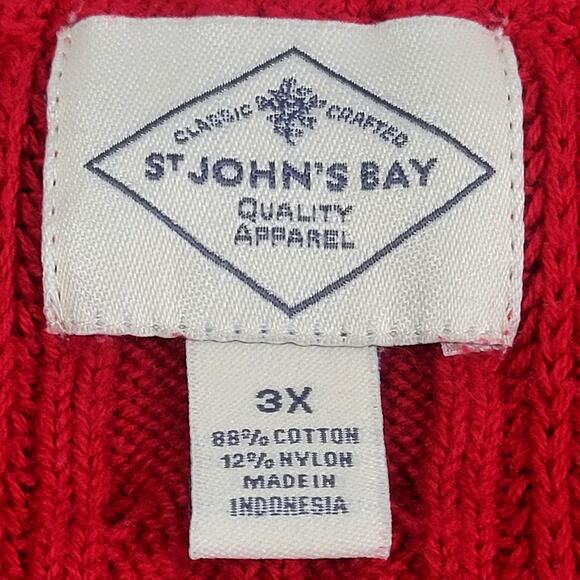 CLASSIC CRAFTED
ST JOHN'S BAY
QUALITY
APPAREL
3X
88% COTTON
12% NYLON
MADE IN
INDONESIA